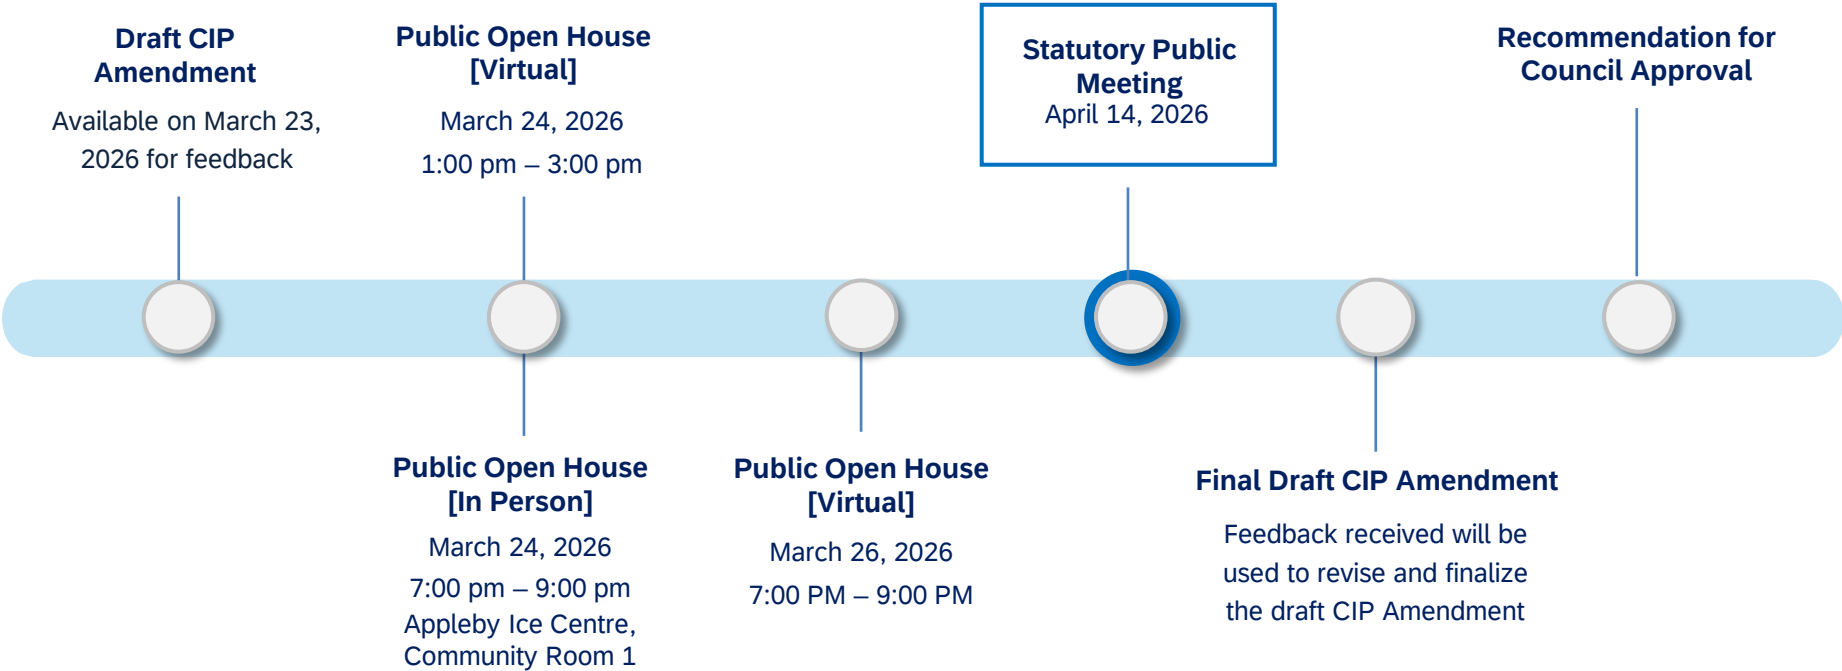 Draft CIP
Amendment
Available on March 23,
2026 for feedback
Public Open House
[Virtual]
March 24, 2026
1:00 pm – 3:00 pm
Statutory Public
Meeting
April 14, 2026
Recommendation for
Council Approval
Public Open House
[In Person]
March 24, 2026
7:00 pm – 9:00 pm
Appleby Ice Centre,
Community Room 1
Public Open House
[Virtual]
March 26, 2026
7:00 PM – 9:00 PM
Final Draft CIP Amendment
Feedback received will be
used to revise and finalize
the draft CIP Amendment